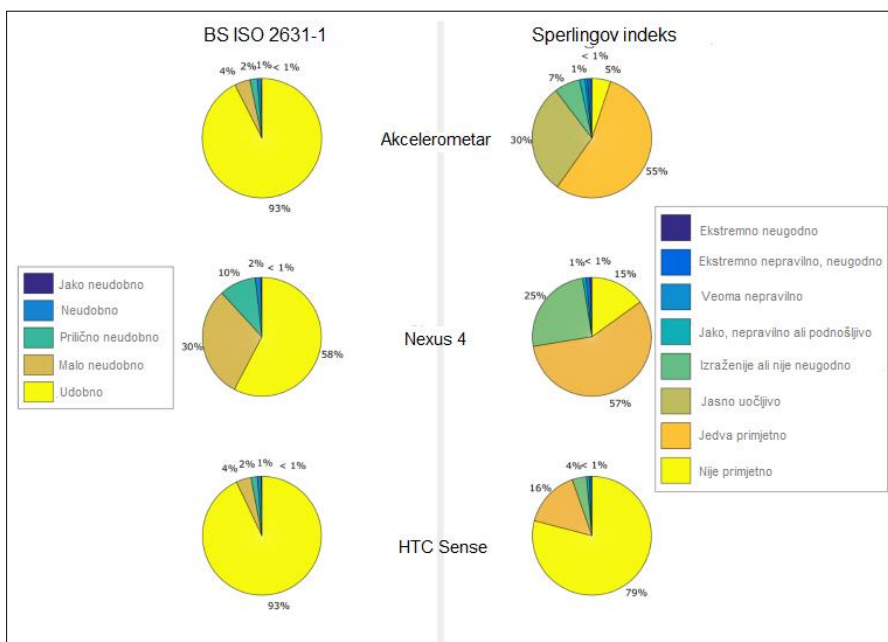 BS ISO 2631-1
Sperlingov indeks
4% 2% 1% < 1%
93%
Akcelerometar
< 1%
1% 5%
7%
30%
55%
Jako neudobno
Neudobno
Prilično neudobno
Malo neudobno
Udobno
2% < 1%
10%
30%
58%
Nexus 4
1% < 1%
15%
25%
57%
Ekstremno neugodno
Ekstremno nepravilno, neugodno
Veoma nepravilno
Jako, nepravilno ali podnošljivo
Izraženije ali nije neugodno
Jasno uočljivo
Jedva primjetno
Nije primjetno
4% 2% 1% < 1%
93%
HTC Sense
4% < 1%
16%
79%